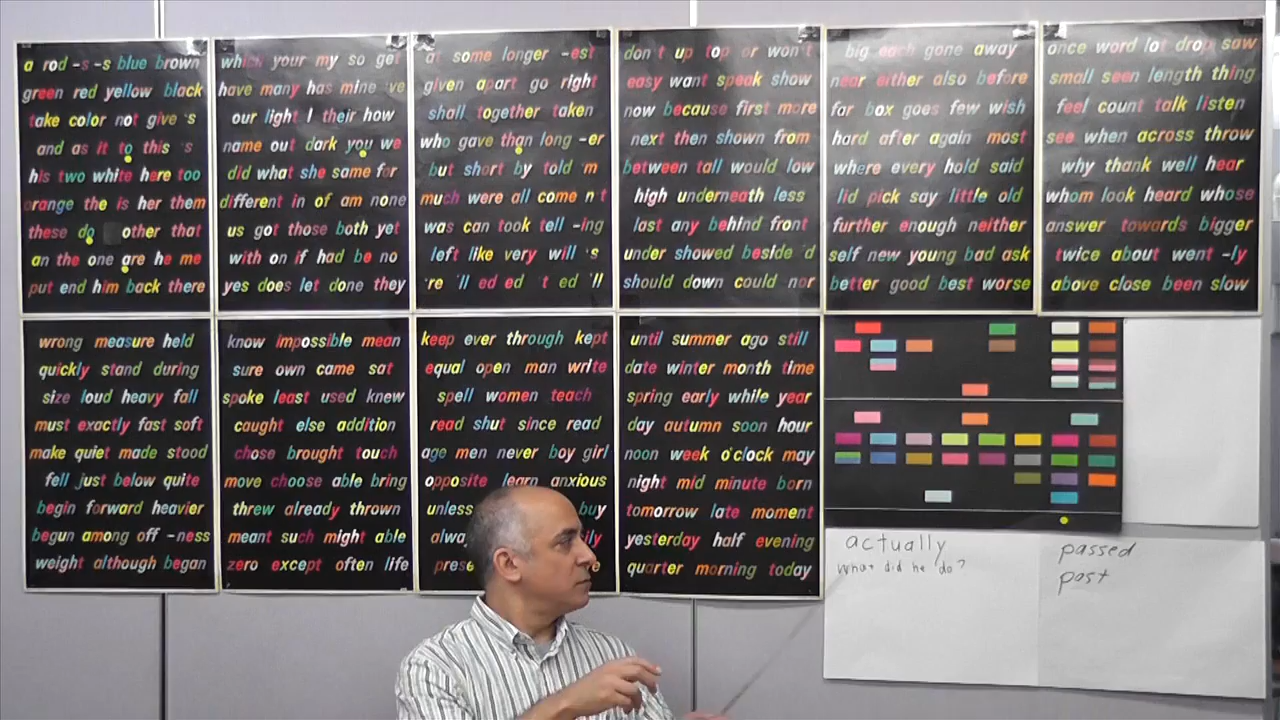 a rod -s -s blue brown
green red yellow black
take color not give 's
and as it to this 's
his two white here too
orange the is her them
these do other that
an the one are he me
put end him back there
which your my so get
have many has mine 've
our light I their how
name out dark you we
did what she same for
different in of am none
us got those both yet
with on if had be no
yes does let done they
at some longer -est
given apart go right
shall together taken
who gave than long -er
but short by told 'm
much were all come n't
was can took tell -ing
left like very will 's
're 'll ed ed 't ed 'll
don't up top or won't
easy want speak show
now because first more
next then shown from
between tall would low
high underneath less
last any behind front
under showed beside 'd
should down could nor
big each gone away
near either also before
far box goes few wish
hard after again most
where every hold said
lid pick say little old
further enough neither
self new young bad ask
better good best worse
once word lot drop saw
small seen length thing
feel count talk listen
see when across throw
why thank well hear
whom look heard whose
answer towards bigger
twice about went -ly
above close been slow
wrong measure held
quickly stand during
size loud heavy fall
must exactly fast soft
make quiet made stood
fell just below quite
begin forward heavier
begun among off -ness
weight although began
know impossible mean
sure own came sat
spoke least used knew
caught else addition
chose brought touch
move choose able bring
threw already thrown
meant such might able
zero except often life
keep ever through kept
equal open man write
spell women teach
read shut since read
age men never boy girl
opposite learn anxious
unless buy
until summer ago still
date winter month time
spring early while year
day autumn soon hour
noon week o'clock may
night mid minute born
tomorrow late moment
yesterday half evening
quarter morning today
actually
what did he do?
passed
past